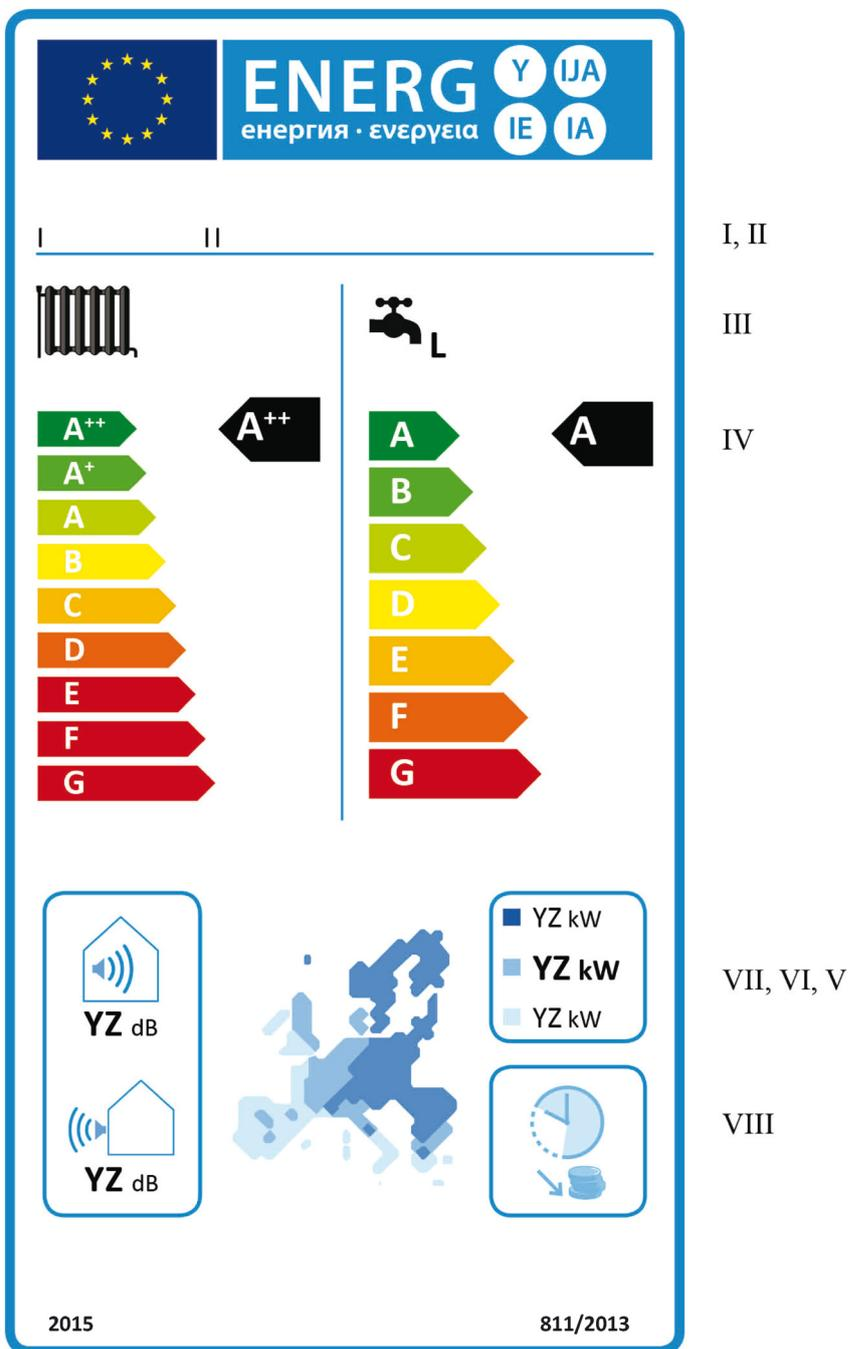 ENERG Y IJA
енергия · ενεργεια IE IA
I II
I, II
L
III
A++ A++
A+
A
B
C
D
E
F
G
A A
B
C
D
E
F
G
IV
YZ dB
YZ dB
YZ kW
YZ kW
YZ kW
VII, VI, V
VIII
2015 811/2013